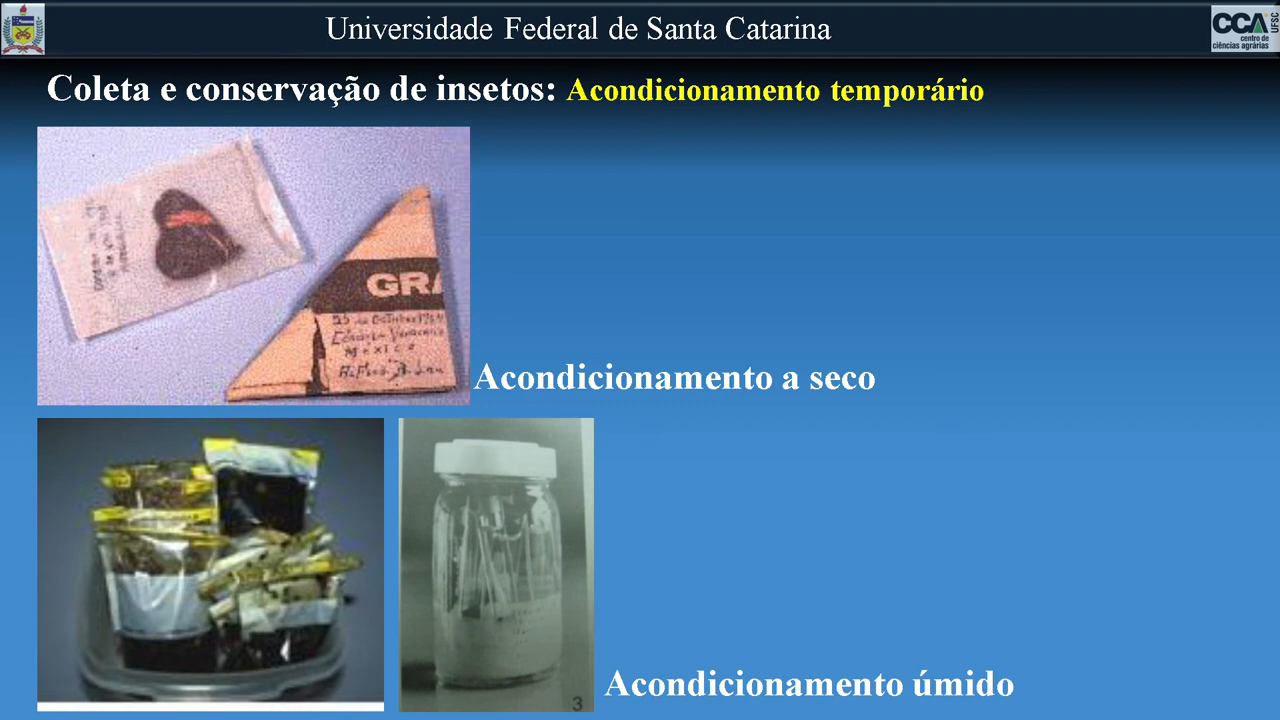 Universidade Federal de Santa Catarina
CCA
UFSC
centro de
ciências agrárias
Coleta e conservação de insetos: Acondicionamento temporário
GRA
México
Acondicionamento a seco
3
Acondicionamento úmido